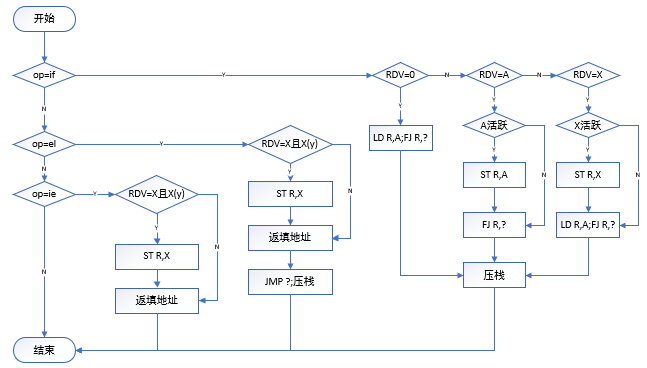 开始
op=if
Y
RDV=0
N
RDV=A
N
RDV=X
N
Y
Y
Y
LD R,A;FJ R,?
A活跃
X活跃
op=el
Y
RDV=X且X(y)
N
Y
Y
N
N
Y
ST R,A
ST R,X
op=ie
Y
RDV=X且X(y)
ST R,X
N
FJ R,?
LD R,A;FJ R,?
Y
N
返填地址
ST R,X
N
JMP ?;压栈
压栈
返填地址
结束